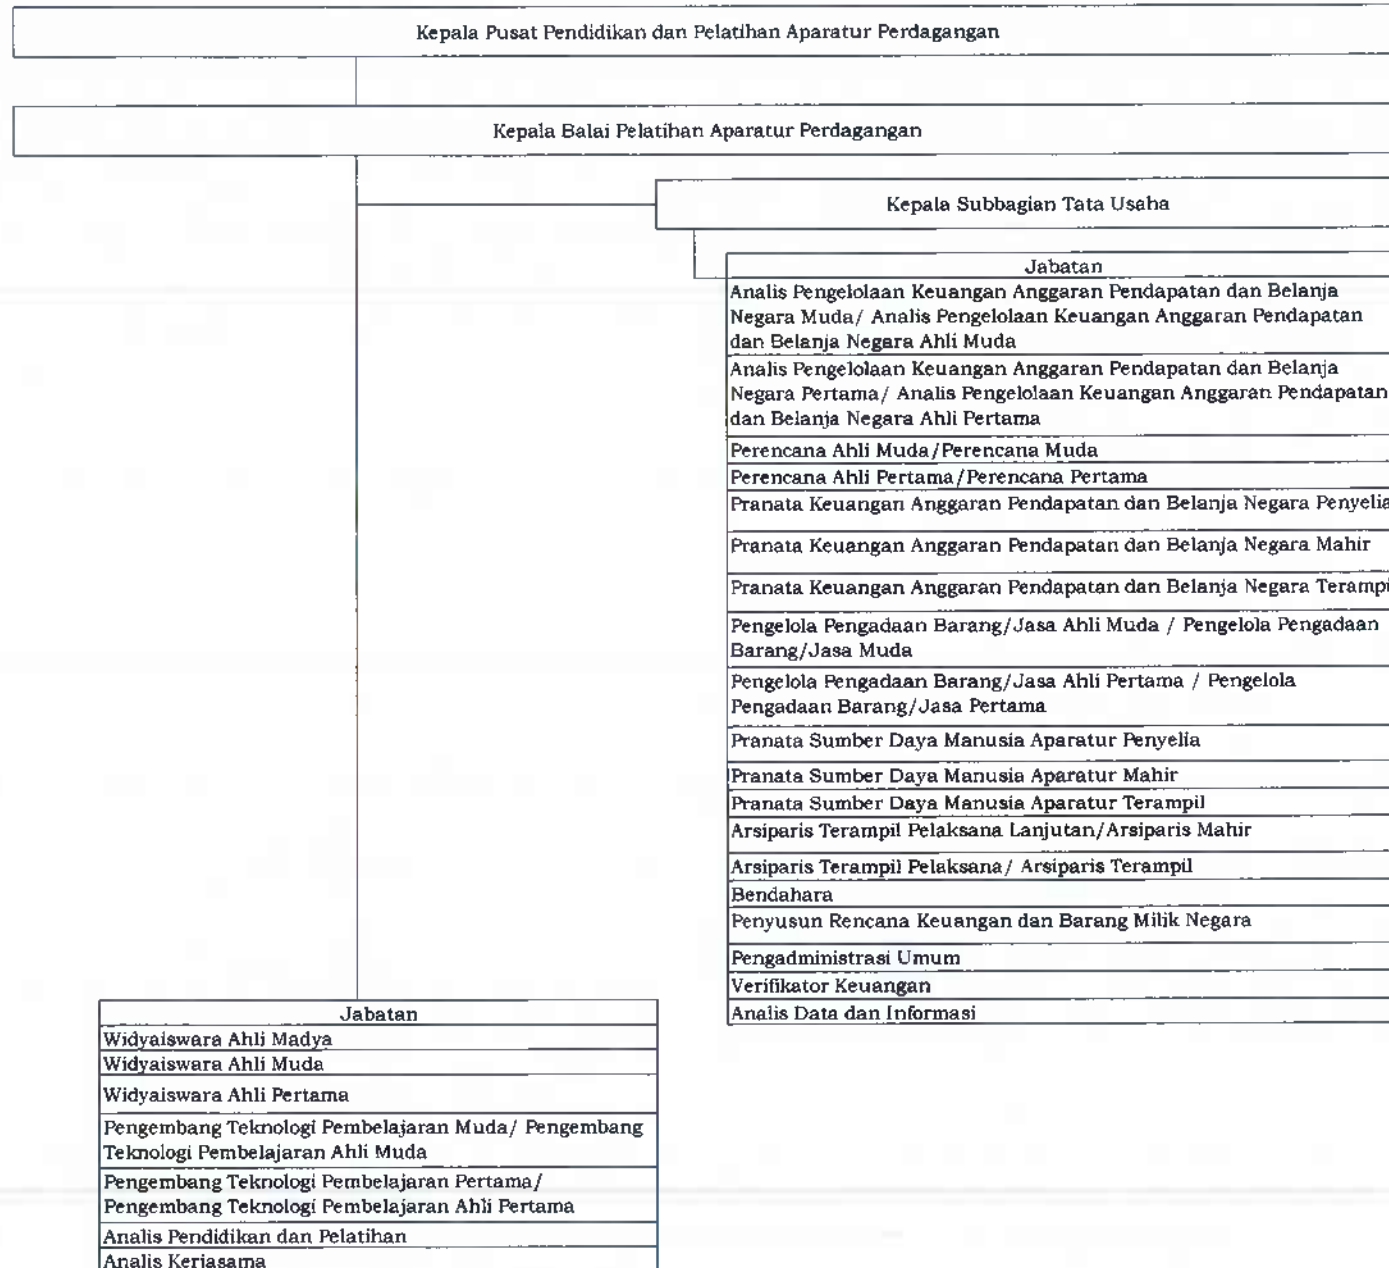 Kepala Pusat Pendidikan dan Pelatihan Aparatur Perdagangan
Kepala Balai Pelatihan Aparatur Perdagangan
Kepala Subbagian Tata Usaha
Jabatan
Analis Pengelolaan Keuangan Anggaran Pendapatan dan Belanja
Negara Muda/ Analis Pengelolaan Keuangan Anggaran Pendapatan
dan Belanja Negara Ahli Muda
Analis Pengelolaan Keuangan Anggaran Pendapatan dan Belanja
Negara Pertama/ Analis Pengelolaan Keuangan Anggaran Pendapatan
dan Belanja Negara Ahli Pertama
Perencana Ahli Muda/Perencana Muda
Perencana Ahli Pertama/Perencana Pertama
Pranata Keuangan Anggaran Pendapatan dan Belanja Negara Penyelia
Pranata Keuangan Anggaran Pendapatan dan Belanja Negara Mahir
Pranata Keuangan Anggaran Pendapatan dan Belanja Negara Terampil
Pengelola Pengadaan Barang/Jasa Ahli Muda / Pengelola Pengadaan
Barang/Jasa Muda
Pengelola Pengadaan Barang/Jasa Ahli Pertama / Pengelola
Pengadaan Barang/Jasa Pertama
Pranata Sumber Daya Manusia Aparatur Penyelia
Pranata Sumber Daya Manusia Aparatur Mahir
Pranata Sumber Daya Manusia Aparatur Terampil
Arsiparis Terampil Pelaksana Lanjutan/Arsiparis Mahir
Arsiparis Terampil Pelaksana/ Arsiparis Terampil
Bendahara
Penyusun Rencana Keuangan dan Barang Milik Negara
Pengadministrasi Umum
Verifikator Keuangan
Analis Data dan Informasi
Jabatan
Widyaiswara Ahli Madya
Widyaiswara Ahli Muda
Widyaiswara Ahli Pertama
Pengembang Teknologi Pembelajaran Muda/ Pengembang
Teknologi Pembelajaran Ahli Muda
Pengembang Teknologi Pembelajaran Pertama/
Pengembang Teknologi Pembelajaran Ahli Pertama
Analis Pendidikan dan Pelatihan
Analis Kerjasama